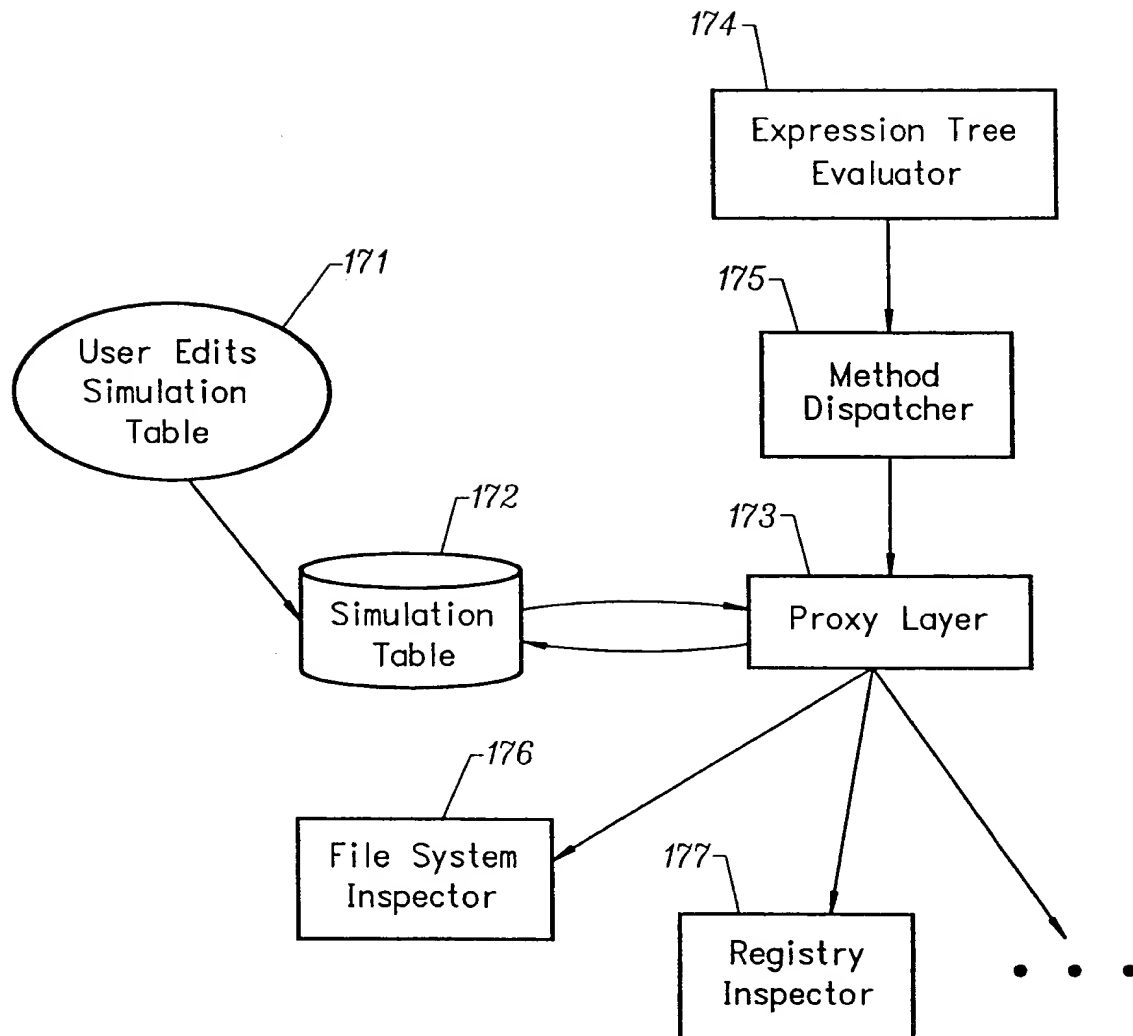 174
Expression Tree
Evaluator
171
175
User Edits
Simulation
Table
Method
Dispatcher
172
173
Simulation
Table
Proxy Layer
176
File System
Inspector
177
Registry
Inspector